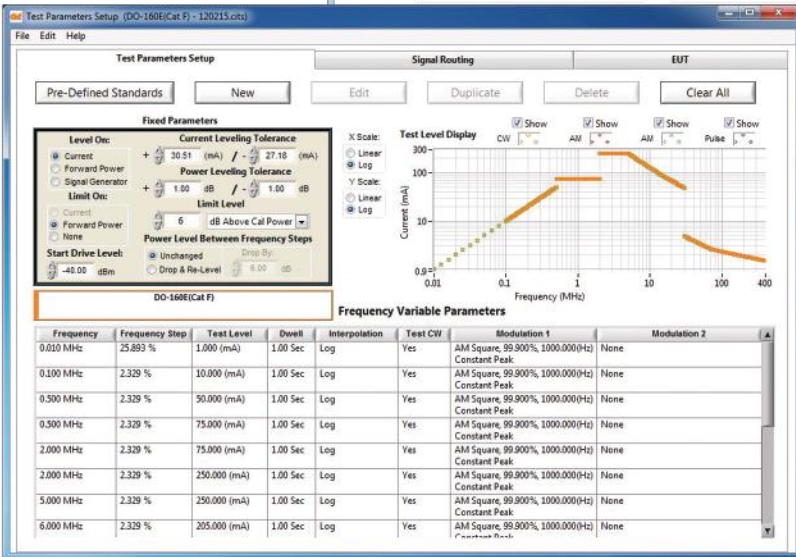 Test Parameters Setup (DO-160E(Cat F) - 120215.cits)
File Edit Help
Test Parameters Setup Signal Routing EUT
Pre-Defined Standards New Edit Duplicate Delete Clear All
Fixed Parameters
Level On:
Current
Forward Power
Signal Generator
Limit On:
Current
Forward Power
None
Start Drive Level:
-40.00 dBm
Current Leveling Tolerance
+ 30.51 (mA) / - 27.18 (mA)
Power Leveling Tolerance
+ 1.00 dB / - 1.00 dB
Limit Level
6 dB Above Cal Power
Power Level Between Frequency Steps
Unchanged
Drop & Re-Level
Drop By:
6.00 dB
X Scale:
Linear
Log
Y Scale:
Linear
Log
Test Level Display
Show Show Show Show
CW AM AM Pulse
Current (mA)
300
100
10
0.9
0.01 0.1 1 10 100 400
Frequency (MHz)
DO-160E(Cat F)
Frequency Variable Parameters
Frequency Frequency Step Test Level Dwell Interpolation Test CW Modulation 1 Modulation 2
0.010 MHz 25.893 % 1.000 (mA) 1.00 Sec Log Yes AM Square, 99.900%, 1000.000(Hz) None
Constant Peak
0.100 MHz 2.329 % 10.000 (mA) 1.00 Sec Log Yes AM Square, 99.900%, 1000.000(Hz) None
Constant Peak
0.500 MHz 2.329 % 50.000 (mA) 1.00 Sec Log Yes AM Square, 99.900%, 1000.000(Hz) None
Constant Peak
0.500 MHz 2.329 % 75.000 (mA) 1.00 Sec Log Yes AM Square, 99.900%, 1000.000(Hz) None
Constant Peak
2.000 MHz 2.329 % 75.000 (mA) 1.00 Sec Log Yes AM Square, 99.900%, 1000.000(Hz) None
Constant Peak
2.000 MHz 2.329 % 250.000 (mA) 1.00 Sec Log Yes AM Square, 99.900%, 1000.000(Hz) None
Constant Peak
5.000 MHz 2.329 % 250.000 (mA) 1.00 Sec Log Yes AM Square, 99.900%, 1000.000(Hz) None
Constant Peak
6.000 MHz 2.329 % 205.000 (mA) 1.00 Sec Log Yes AM Square, 99.900%, 1000.000(Hz) None
Constant Peak